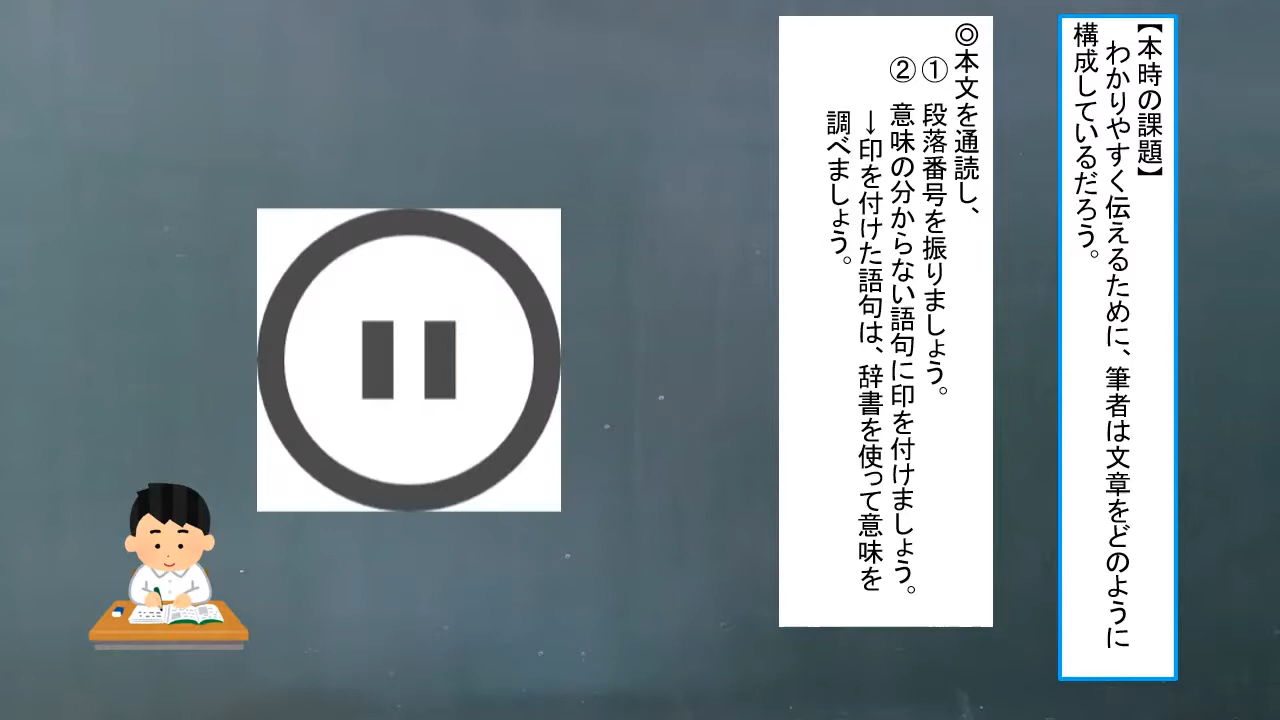 【本時の課題】
わかりやすく伝えるために、筆者は文章をどのように
構成しているだろう。
◎本文を通読し、
① 段落番号を振りましょう。
② 意味の分からない語句に印を付けましょう。
→印を付けた語句は、辞書を使って意味を
調べましょう。